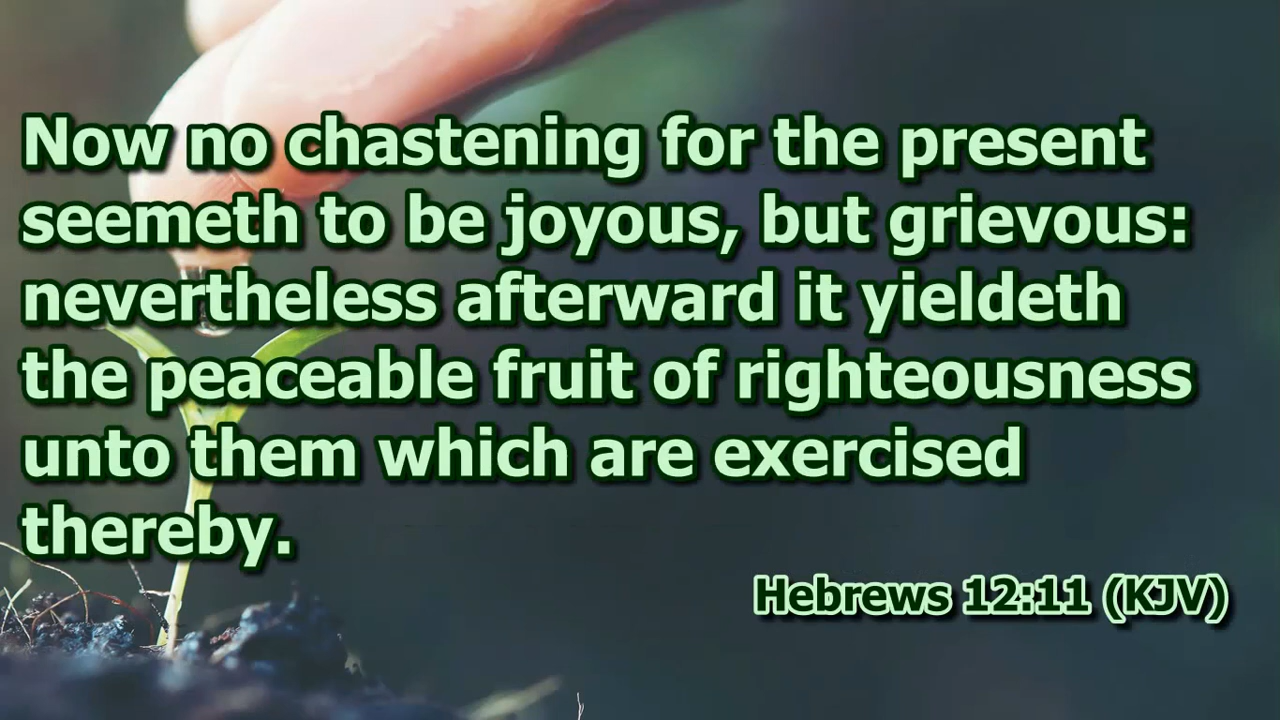 Now no chastening for the present
seemeth to be joyous, but grievous:
nevertheless afterward it yieldeth
the peaceable fruit of righteousness
unto them which are exercised
thereby.
Hebrews 12:11 (KJV)